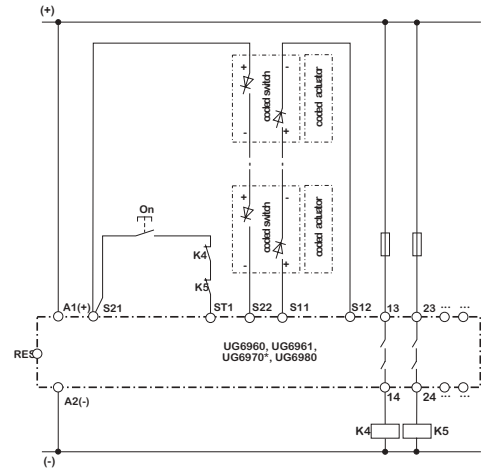 (+)
+ -
coded switch
coded actuator
- +
+ -
coded switch
coded actuator
- +
On
K4
K5
A1(+) S21 ST1 S22 S11 S12 13 23 ... ...
UG6960, UG6961,
UG6970*, UG6980
RES
A2(-) 14 24 ... ...
K4 K5
(-)